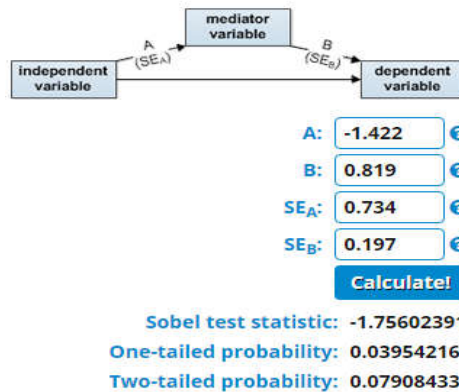 mediator
variable
A
(SEA)
B
(SEB)
independent
variable
dependent
variable
A: -1.422
B: 0.819
SEA: 0.734
SEB: 0.197
Calculate!
Sobel test statistic: -1.75602391
One-tailed probability: 0.03954216
Two-tailed probability: 0.07908433